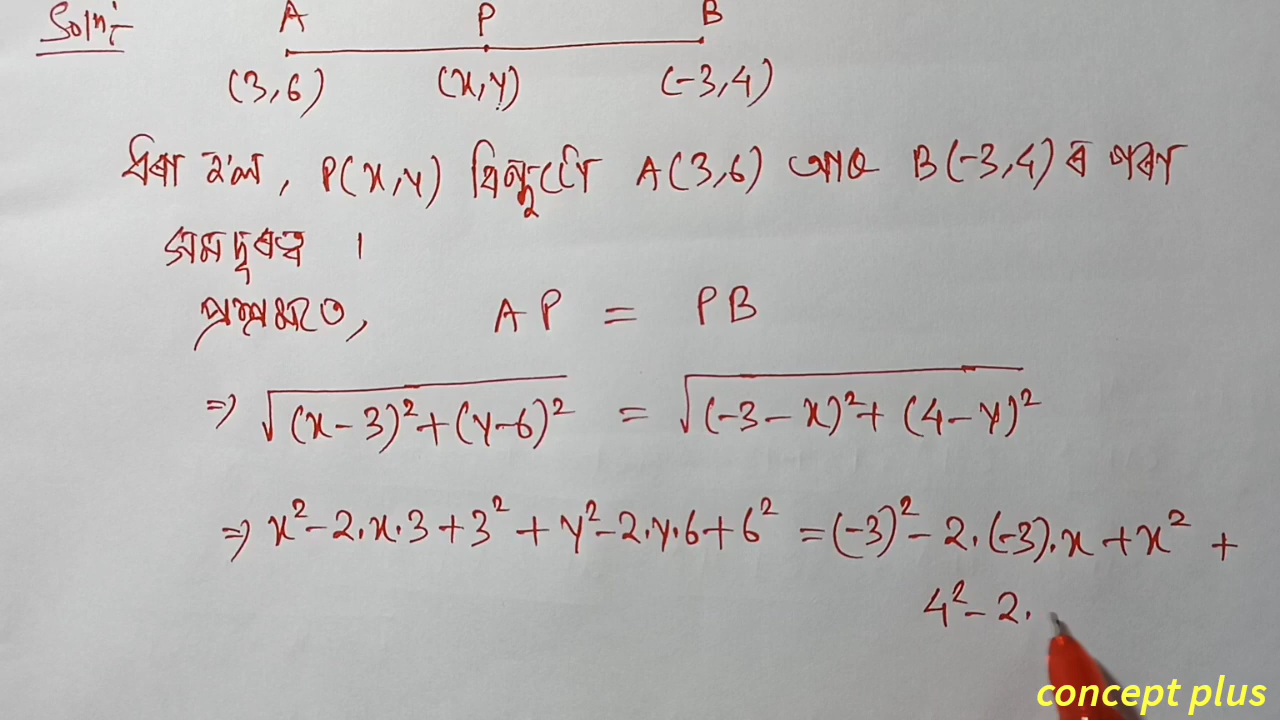 Soln:-
A P B
(3,6) (x,y) (-3,4)
ধৰা হ'ল, P(x,y) বিন্দুটো A(3,6) আৰু B(-3,4) ৰ পৰা
সমদূৰত্ব ।
প্ৰশ্নমতে, AP = PB
⇒ √((x-3)²+(y-6)²) = √((-3-x)²+(4-y)²)
⇒ x²-2.x.3+3²+y²-2.y.6+6² = (-3)²-2.(-3).x+x²+
4²-2.
concept plus